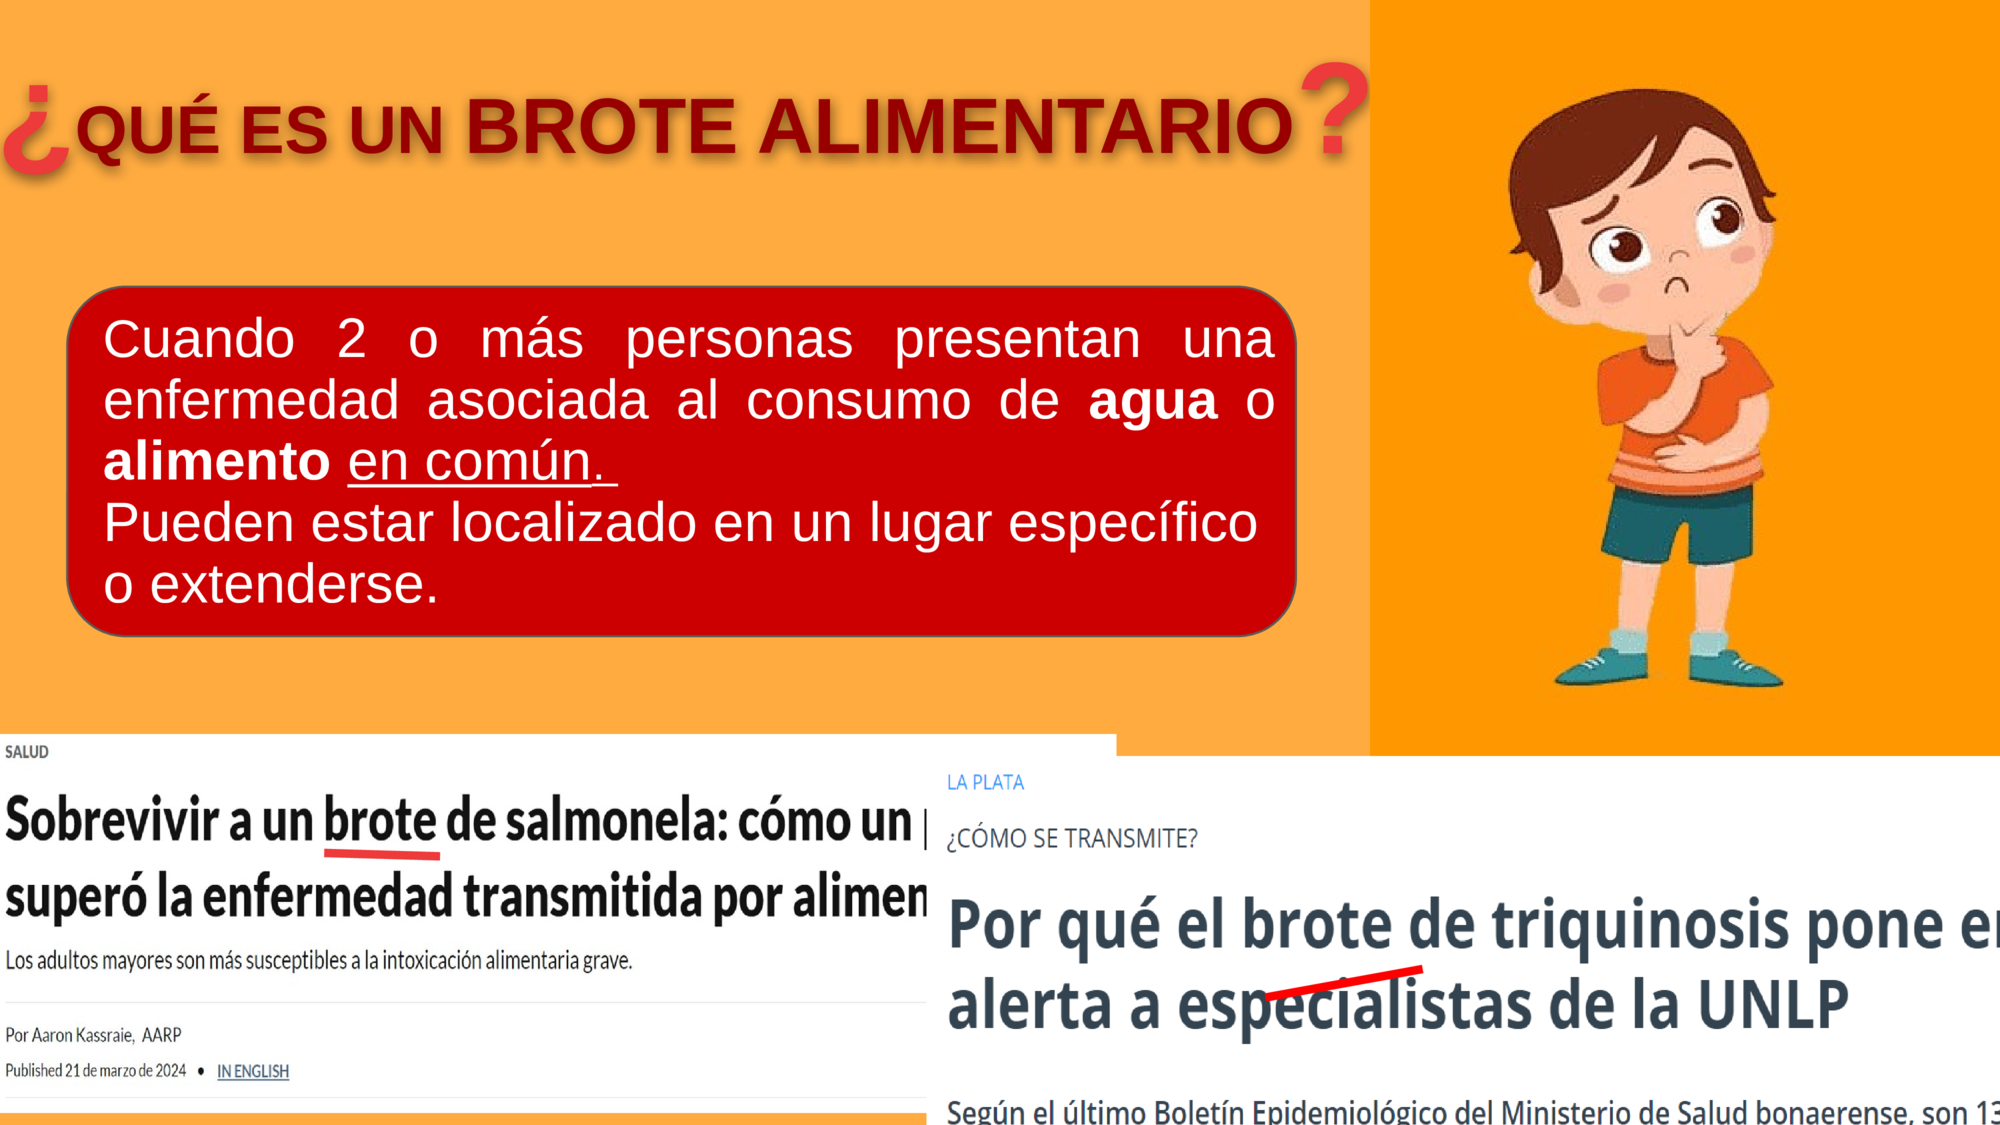 ¿QUÉ ES UN BROTE ALIMENTARIO?
Cuando 2 o más personas presentan una
enfermedad asociada al consumo de agua o
alimento en común.
Pueden estar localizado en un lugar específico
o extenderse.
SALUD
Sobrevivir a un brote de salmonela: cómo un
superó la enfermedad transmitida por alimen
Los adultos mayores son más susceptibles a la intoxicación alimentaria grave.
Por Aaron Kassraie, AARP
Published 21 de marzo de 2024 • IN ENGLISH
LA PLATA
¿CÓMO SE TRANSMITE?
Por qué el brote de triquinosis pone en
alerta a especialistas de la UNLP
Según el último Boletín Epidemiológico del Ministerio de Salud bonaerense, son 13